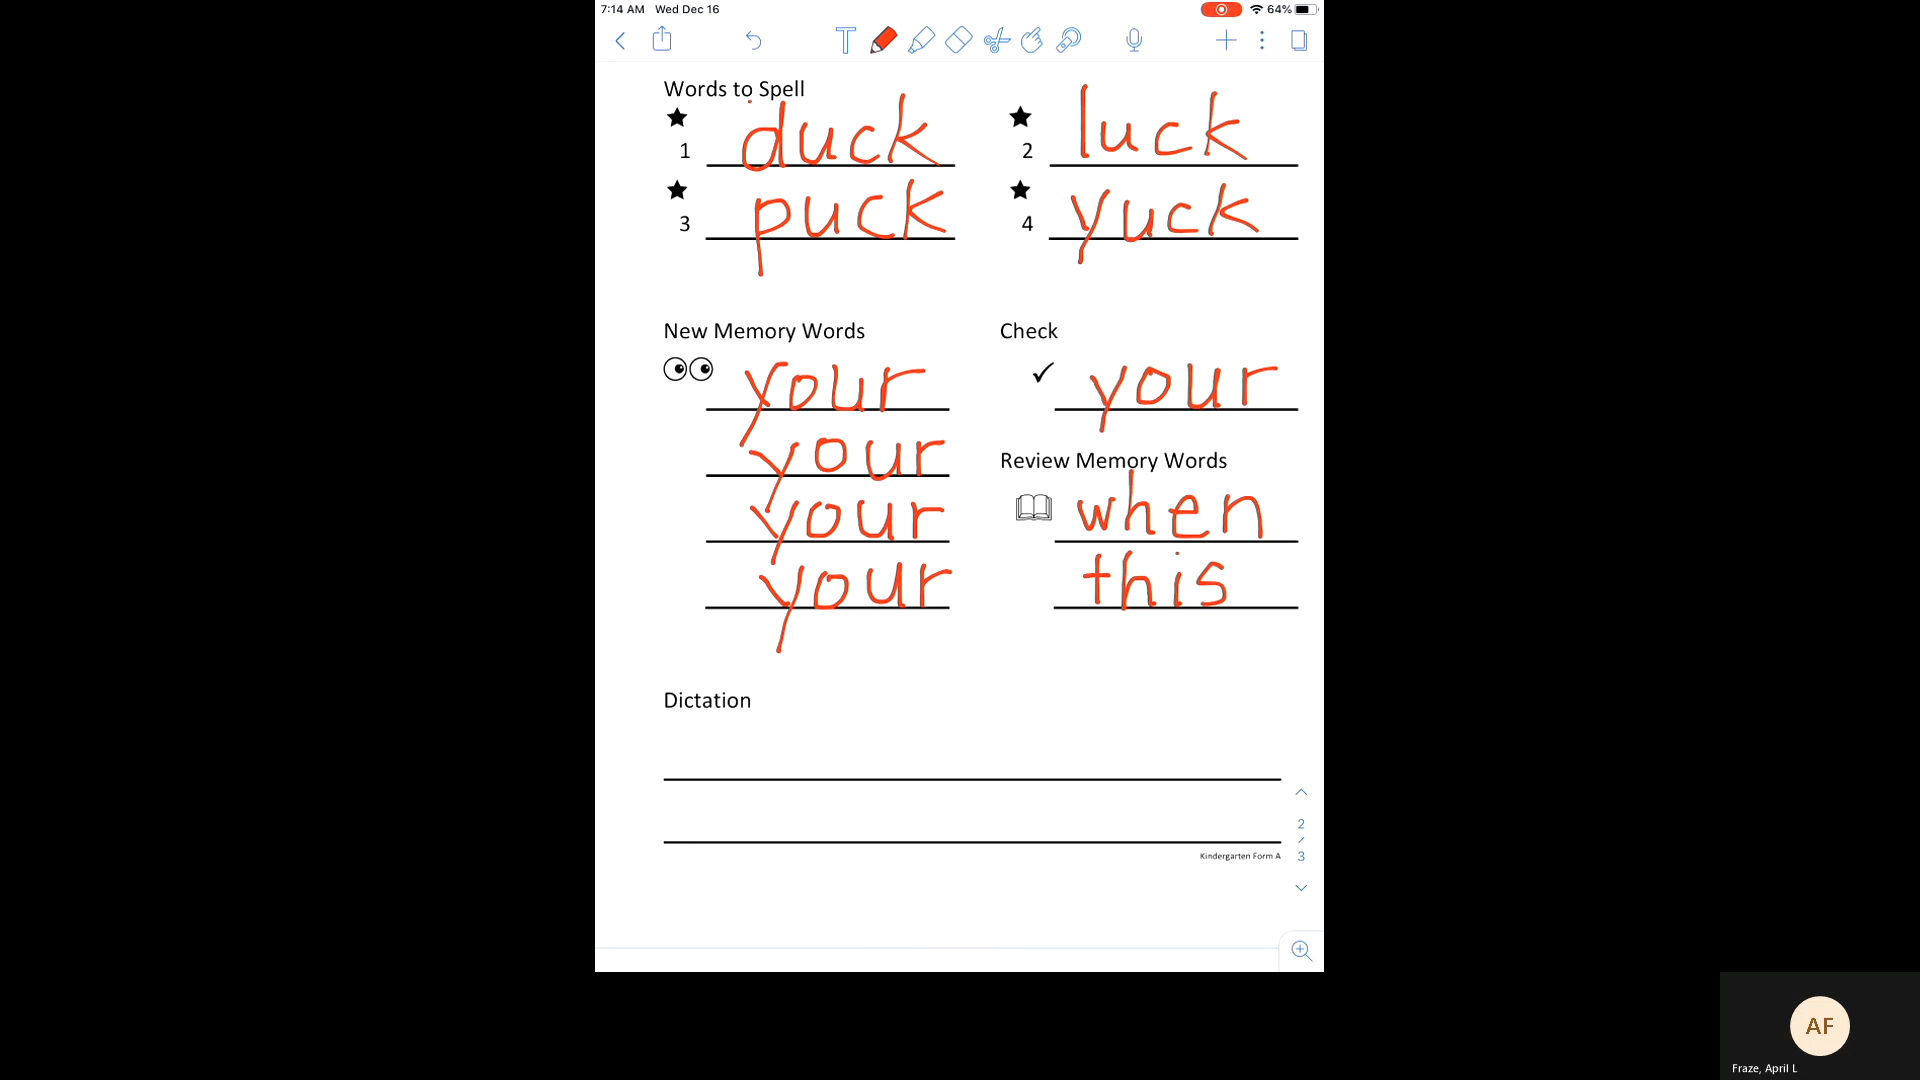 7:14 AM Wed Dec 16 64%
T
Words to Spell
1 duck 2 luck
3 puck 4 yuck
New Memory Words Check
your your
your
Review Memory Words
your when
your this
Dictation
2
/
3
Kindergarten Form A
AF
Fraze, April L